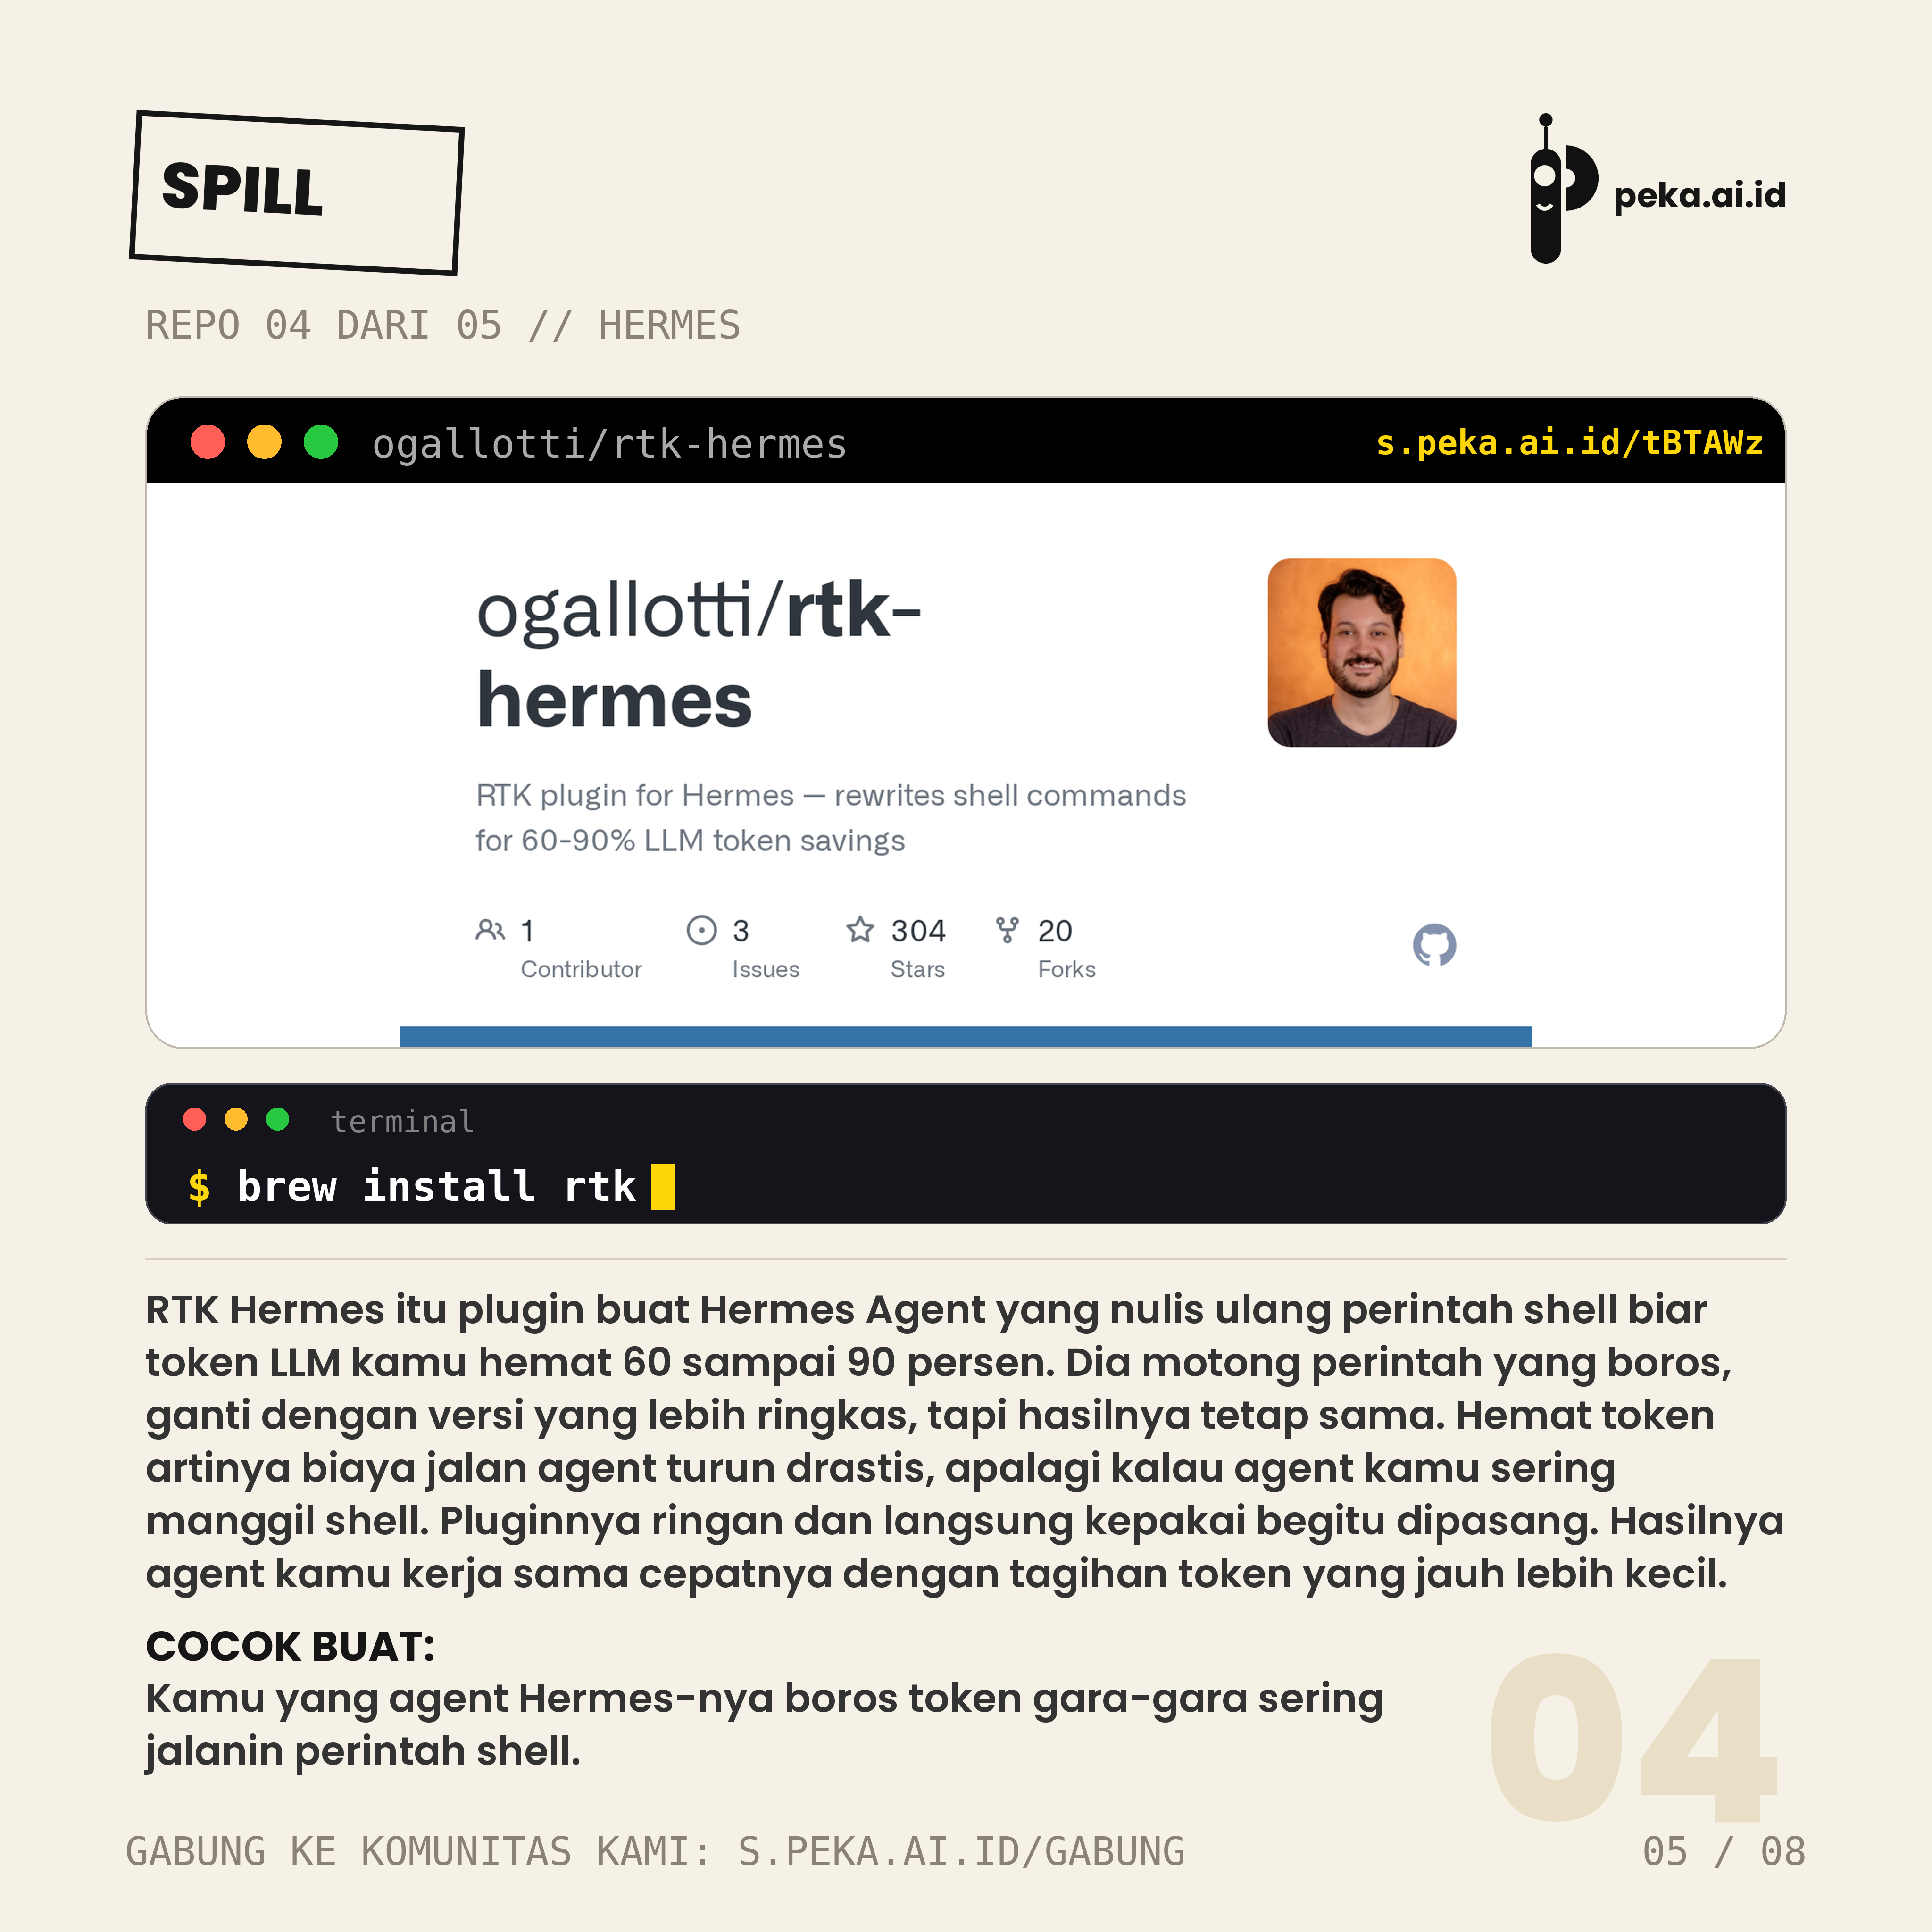 SPILL
peka.ai.id
REPO 04 DARI 05 // HERMES
ogallotti/rtk-hermes
s.peka.ai.id/tBTAWz
ogallotti/rtk-
hermes
RTK plugin for Hermes — rewrites shell commands
for 60-90% LLM token savings
1
Contributor
3
Issues
304
Stars
20
Forks
terminal
$ brew install rtk
RTK Hermes itu plugin buat Hermes Agent yang nulis ulang perintah shell biar
token LLM kamu hemat 60 sampai 90 persen. Dia motong perintah yang boros,
ganti dengan versi yang lebih ringkas, tapi hasilnya tetap sama. Hemat token
artinya biaya jalan agent turun drastis, apalagi kalau agent kamu sering
manggil shell. Pluginnya ringan dan langsung kepakai begitu dipasang. Hasilnya
agent kamu kerja sama cepatnya dengan tagihan token yang jauh lebih kecil.
COCOK BUAT:
Kamu yang agent Hermes-nya boros token gara-gara sering
jalanin perintah shell.
04
GABUNG KE KOMUNITAS KAMI: S.PEKA.AI.ID/GABUNG
05 / 08